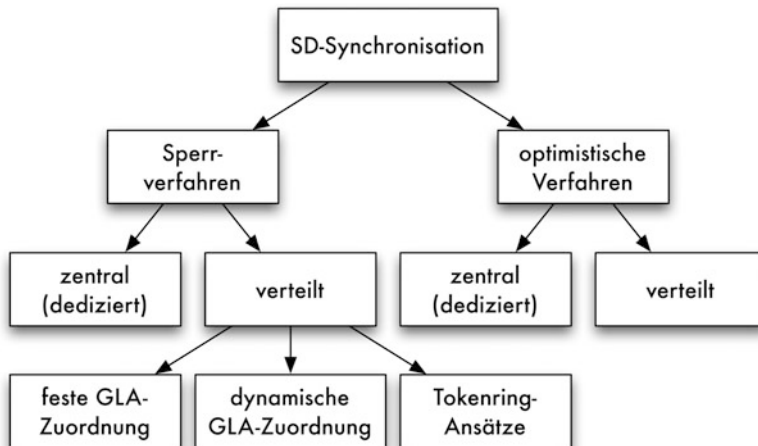 SD-Synchronisation
Sperr-
verfahren
optimistische
Verfahren
zentral
(dediziert)
verteilt
zentral
(dediziert)
verteilt
feste GLA-
Zuordnung
dynamische
GLA-Zuordnung
Tokenring-
Ansätze